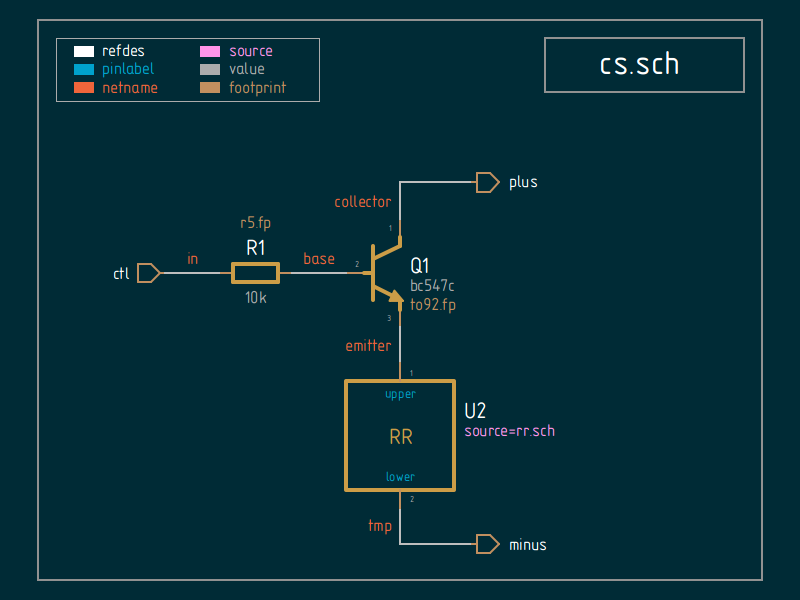 refdes
source
pinlabel
value
netname
footprint
cs.sch
plus
collector
1
r5.fp
R1
in
base
2
ctl
10k
Q1
bc547c
to92.fp
3
emitter
1
upper
RR
U2
source=rr.sch
lower
2
tmp
minus